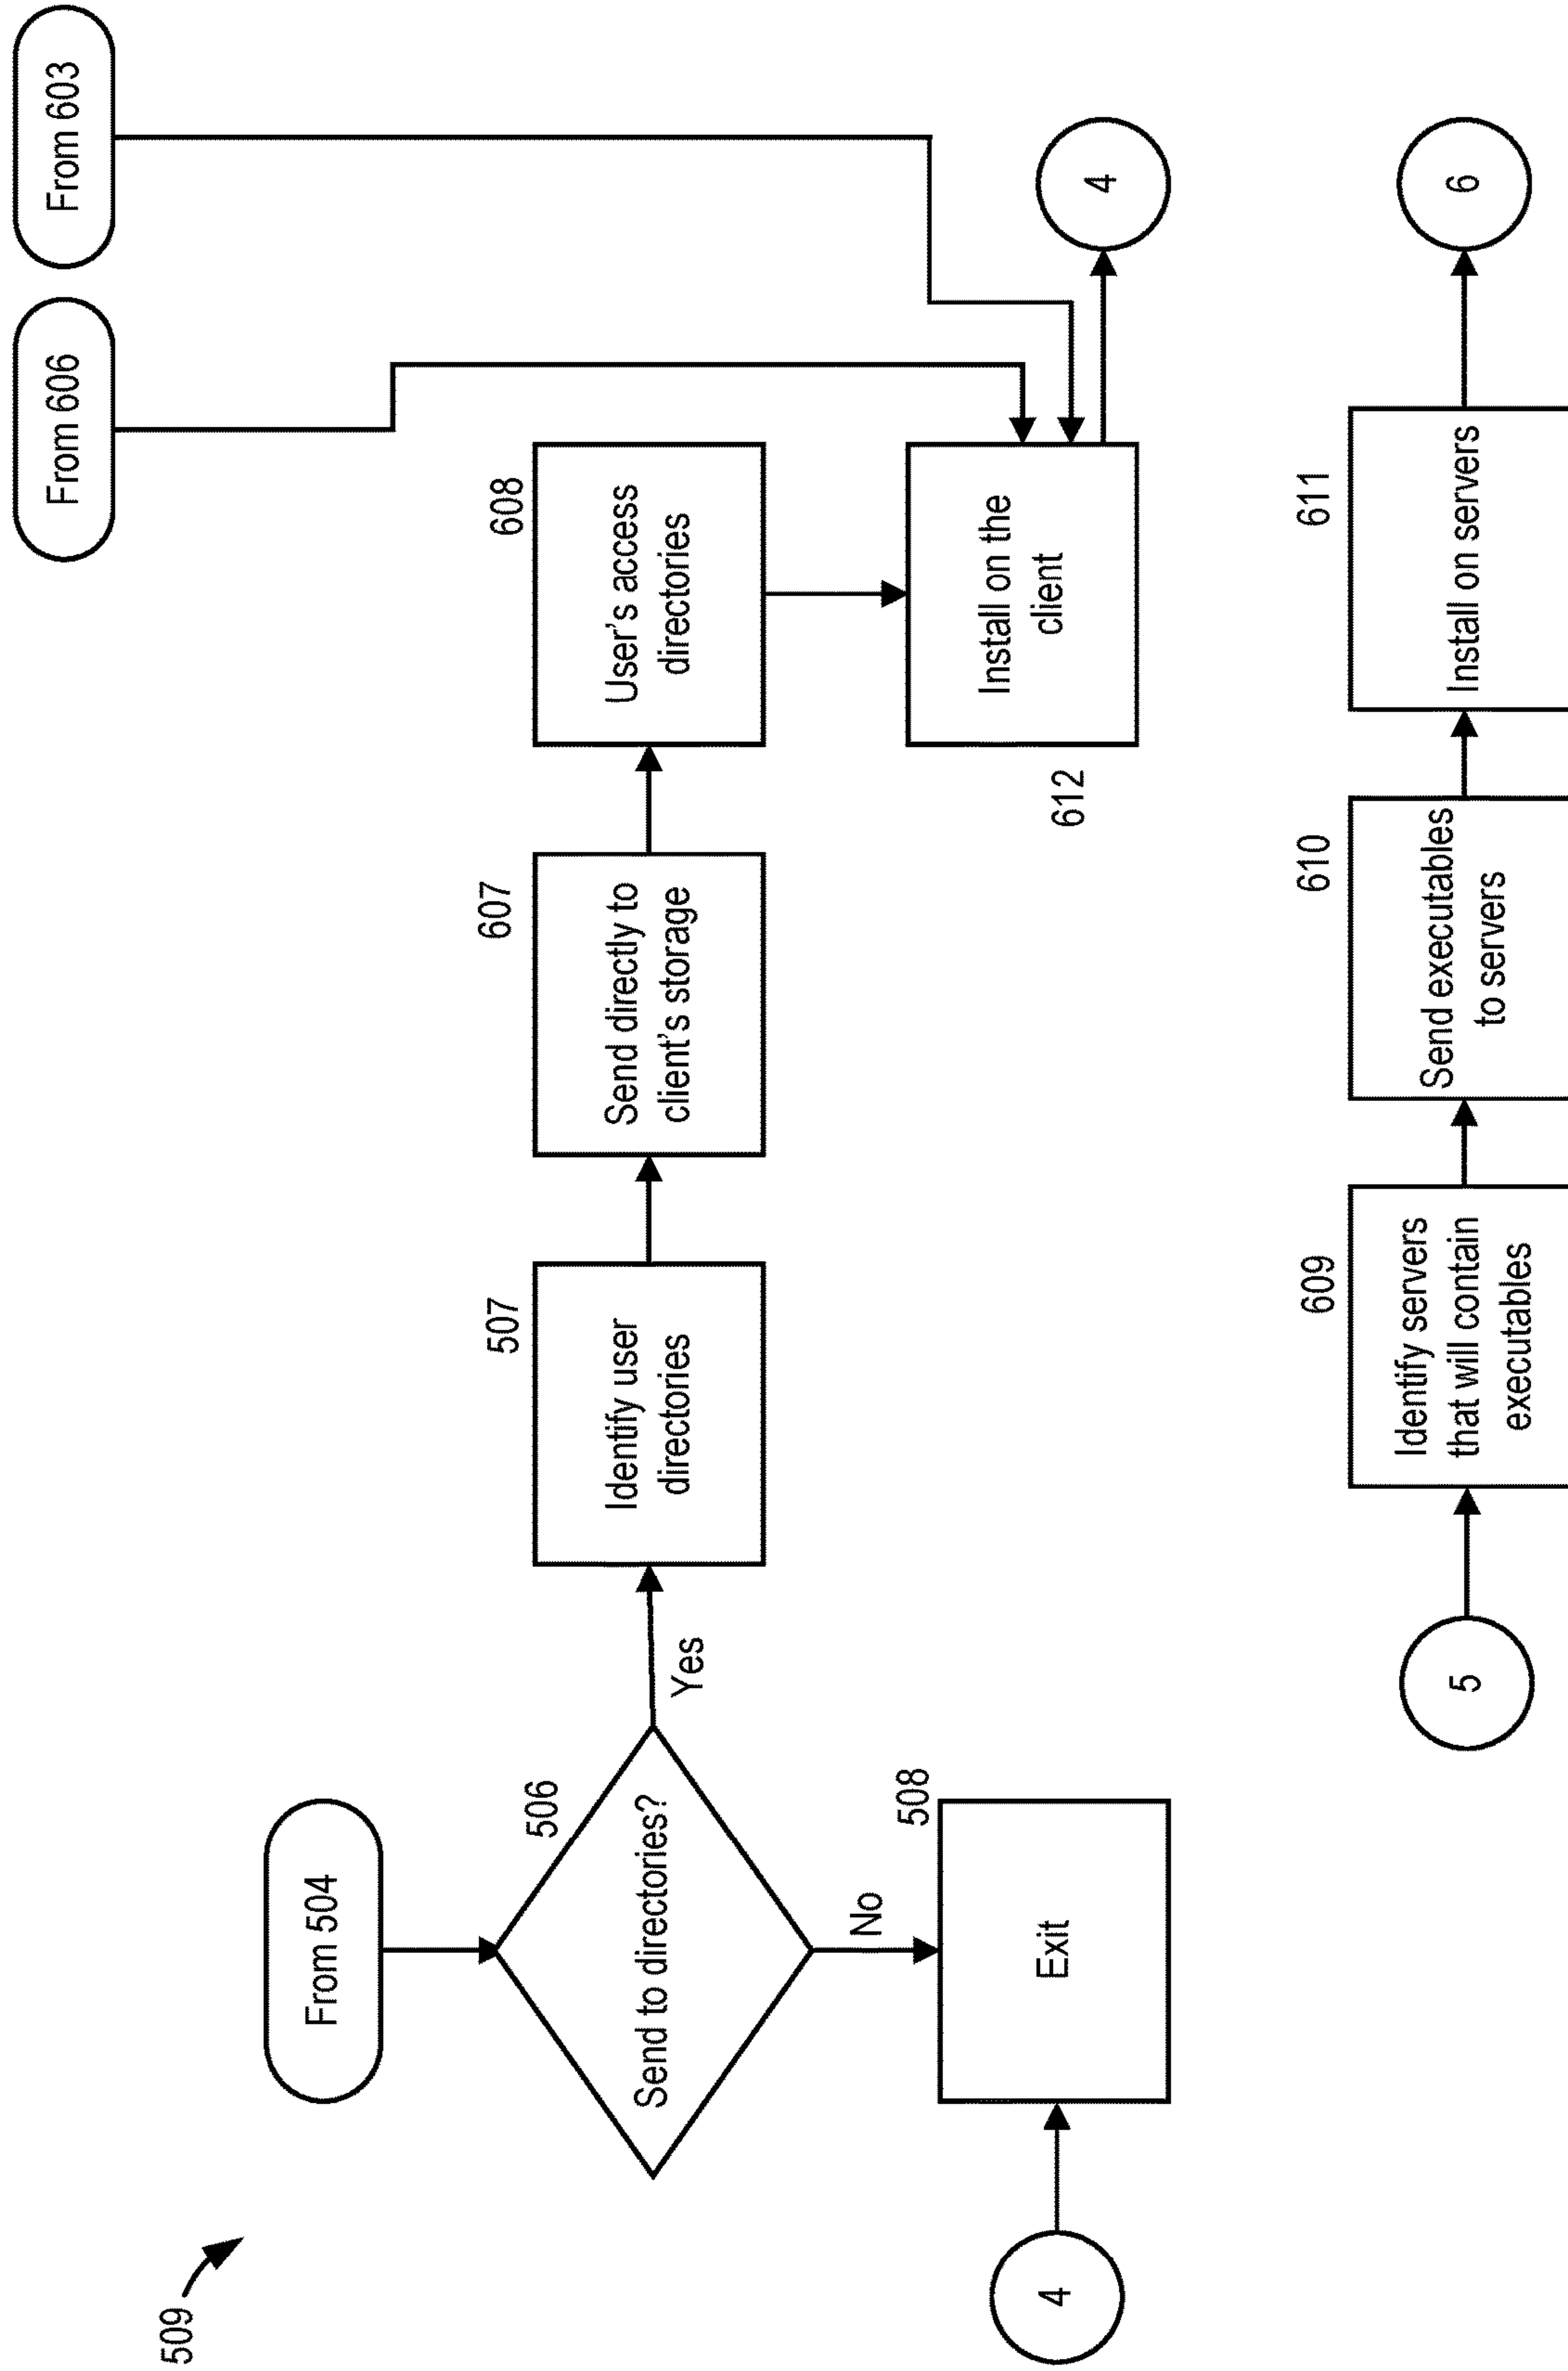 509
From 504
From 606
From 603
506
Send to directories?
Yes
No
507
Identify user
directories
607
Send directly to
client's storage
608
User's access
directories
508
Exit
4
612
Install on the
client
4
5
609
Identify servers
that will contain
executables
610
Send executables
to servers
611
Install on servers
6